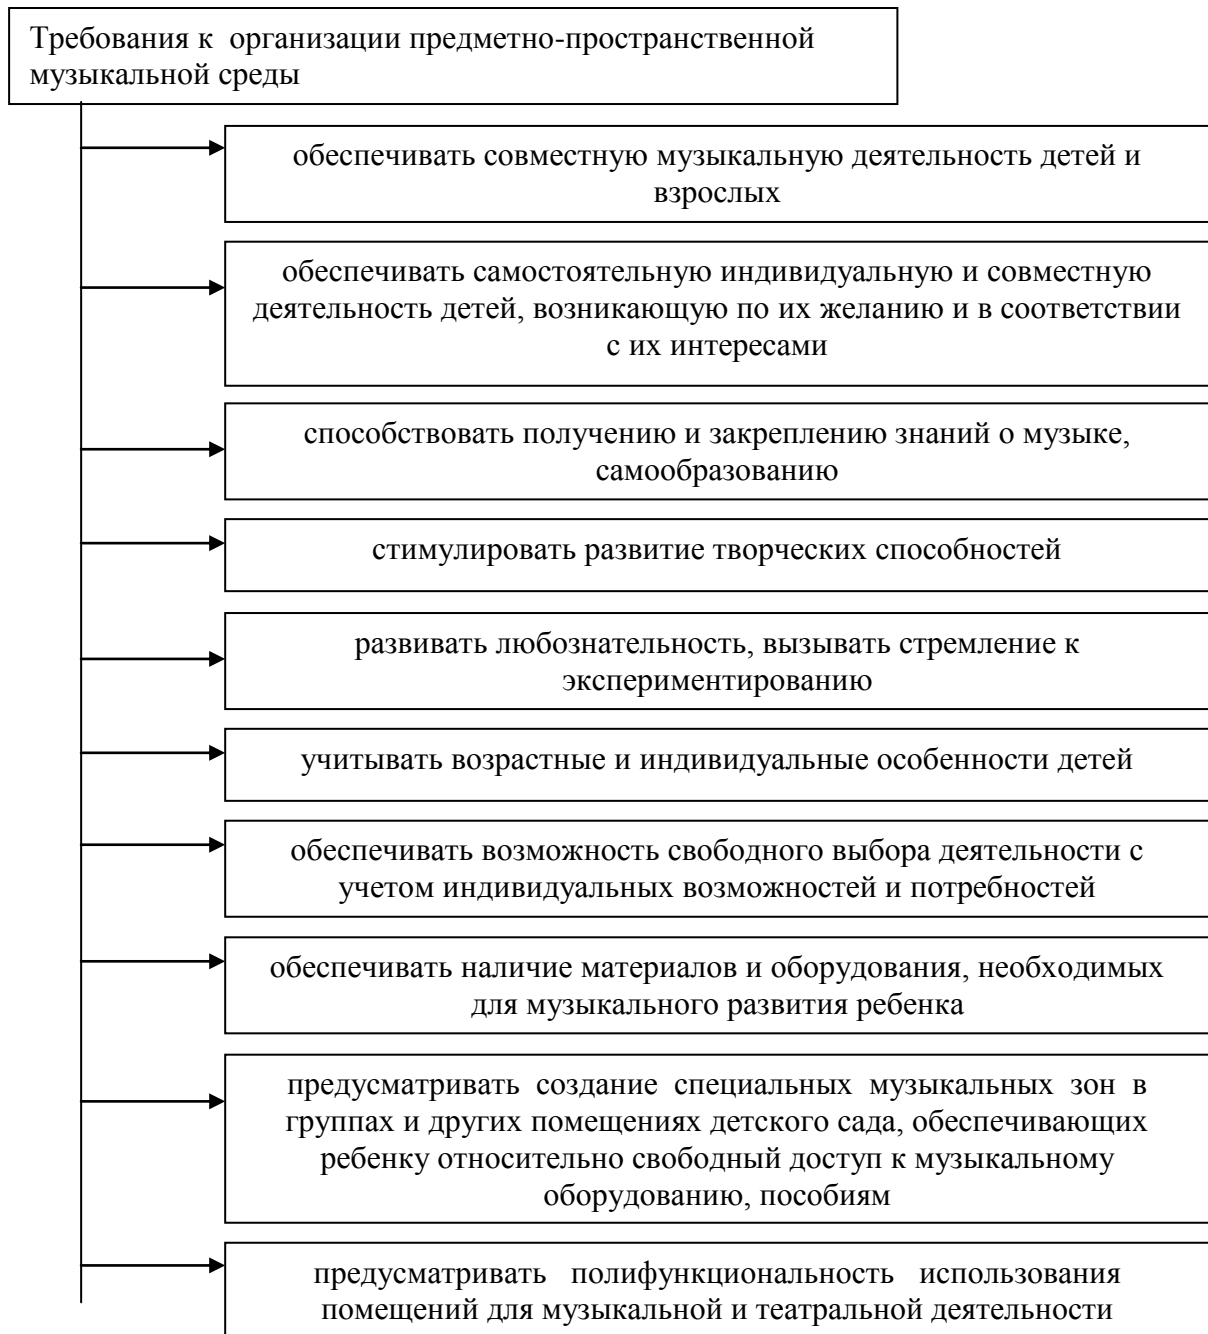 Требования к организации предметно-пространственной
музыкальной среды
обеспечивать совместную музыкальную деятельность детей и
взрослых
обеспечивать самостоятельную индивидуальную и совместную
деятельность детей, возникающую по их желанию и в соответствии
с их интересами
способствовать получению и закреплению знаний о музыке,
самообразованию
стимулировать развитие творческих способностей
развивать любознательность, вызывать стремление к
экспериментированию
учитывать возрастные и индивидуальные особенности детей
обеспечивать возможность свободного выбора деятельности с
учетом индивидуальных возможностей и потребностей
обеспечивать наличие материалов и оборудования, необходимых
для музыкального развития ребенка
предусматривать создание специальных музыкальных зон в
группах и других помещениях детского сада, обеспечивающих
ребенку относительно свободный доступ к музыкальному
оборудованию, пособиям
предусматривать полифункциональность использования
помещений для музыкальной и театральной деятельности